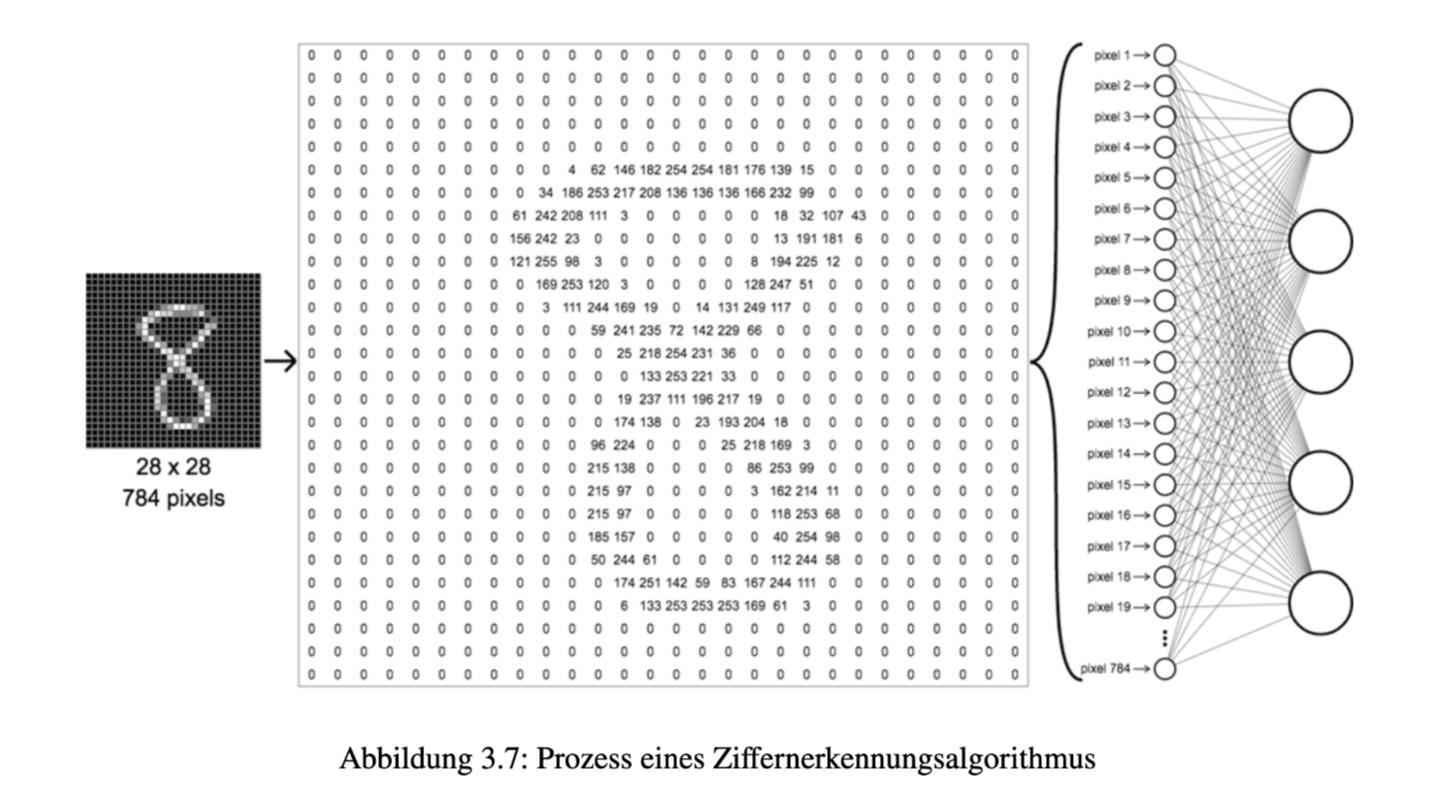 0 0 0 0 0 0 0 0 0 0 0 0 0 0 0 0 0 0 0 0 0 0 0 0 0 0 0 0
0 0 0 0 0 0 0 0 0 0 0 0 0 0 0 0 0 0 0 0 0 0 0 0 0 0 0 0
0 0 0 0 0 0 0 0 0 0 0 0 0 0 0 0 0 0 0 0 0 0 0 0 0 0 0 0
0 0 0 0 0 0 0 0 0 0 0 0 0 0 0 0 0 0 0 0 0 0 0 0 0 0 0 0
0 0 0 0 0 0 0 0 0 0 0 0 0 0 0 0 0 0 0 0 0 0 0 0 0 0 0 0
0 0 0 0 0 0 0 0 0 0 4 62 146 182 254 254 181 176 139 15 0 0 0 0 0 0 0 0
0 0 0 0 0 0 0 0 0 34 186 253 217 208 136 136 136 166 232 99 0 0 0 0 0 0 0 0
0 0 0 0 0 0 0 0 61 242 208 111 3 0 0 0 0 0 18 32 107 43 0 0 0 0 0 0
0 0 0 0 0 0 0 0 156 242 23 0 0 0 0 0 0 0 13 191 181 6 0 0 0 0 0 0
0 0 0 0 0 0 0 0 121 255 98 3 0 0 0 0 0 8 194 225 12 0 0 0 0 0 0 0
0 0 0 0 0 0 0 0 0 169 253 120 3 0 0 0 0 128 247 51 0 0 0 0 0 0 0 0
0 0 0 0 0 0 0 0 0 3 111 244 169 19 0 14 131 249 117 0 0 0 0 0 0 0 0 0
0 0 0 0 0 0 0 0 0 0 0 59 241 235 72 142 229 66 0 0 0 0 0 0 0 0 0 0
0 0 0 0 0 0 0 0 0 0 0 0 25 218 254 231 36 0 0 0 0 0 0 0 0 0 0 0
0 0 0 0 0 0 0 0 0 0 0 0 0 133 253 221 33 0 0 0 0 0 0 0 0 0 0 0
0 0 0 0 0 0 0 0 0 0 0 0 19 237 111 196 217 19 0 0 0 0 0 0 0 0 0 0
0 0 0 0 0 0 0 0 0 0 0 0 174 138 0 23 193 204 18 0 0 0 0 0 0 0 0 0
0 0 0 0 0 0 0 0 0 0 0 96 224 0 0 0 25 218 169 3 0 0 0 0 0 0 0 0
0 0 0 0 0 0 0 0 0 0 0 215 138 0 0 0 0 86 253 99 0 0 0 0 0 0 0 0
0 0 0 0 0 0 0 0 0 0 0 215 97 0 0 0 0 3 162 214 11 0 0 0 0 0 0 0
0 0 0 0 0 0 0 0 0 0 0 215 97 0 0 0 0 0 118 253 68 0 0 0 0 0 0 0
0 0 0 0 0 0 0 0 0 0 0 185 157 0 0 0 0 0 40 254 98 0 0 0 0 0 0 0
0 0 0 0 0 0 0 0 0 0 0 50 244 61 0 0 0 0 112 244 58 0 0 0 0 0 0 0
0 0 0 0 0 0 0 0 0 0 0 0 174 251 142 59 83 167 244 111 0 0 0 0 0 0 0 0
0 0 0 0 0 0 0 0 0 0 0 0 6 133 253 253 253 169 61 3 0 0 0 0 0 0 0 0
0 0 0 0 0 0 0 0 0 0 0 0 0 0 0 0 0 0 0 0 0 0 0 0 0 0 0 0
0 0 0 0 0 0 0 0 0 0 0 0 0 0 0 0 0 0 0 0 0 0 0 0 0 0 0 0
0 0 0 0 0 0 0 0 0 0 0 0 0 0 0 0 0 0 0 0 0 0 0 0 0 0 0 0
28 x 28
784 pixels
pixel 1
pixel 2
pixel 3
pixel 4
pixel 5
pixel 6
pixel 7
pixel 8
pixel 9
pixel 10
pixel 11
pixel 12
pixel 13
pixel 14
pixel 15
pixel 16
pixel 17
pixel 18
pixel 19
pixel 784
Abbildung 3.7: Prozess eines Ziffernerkennungsalgorithmus